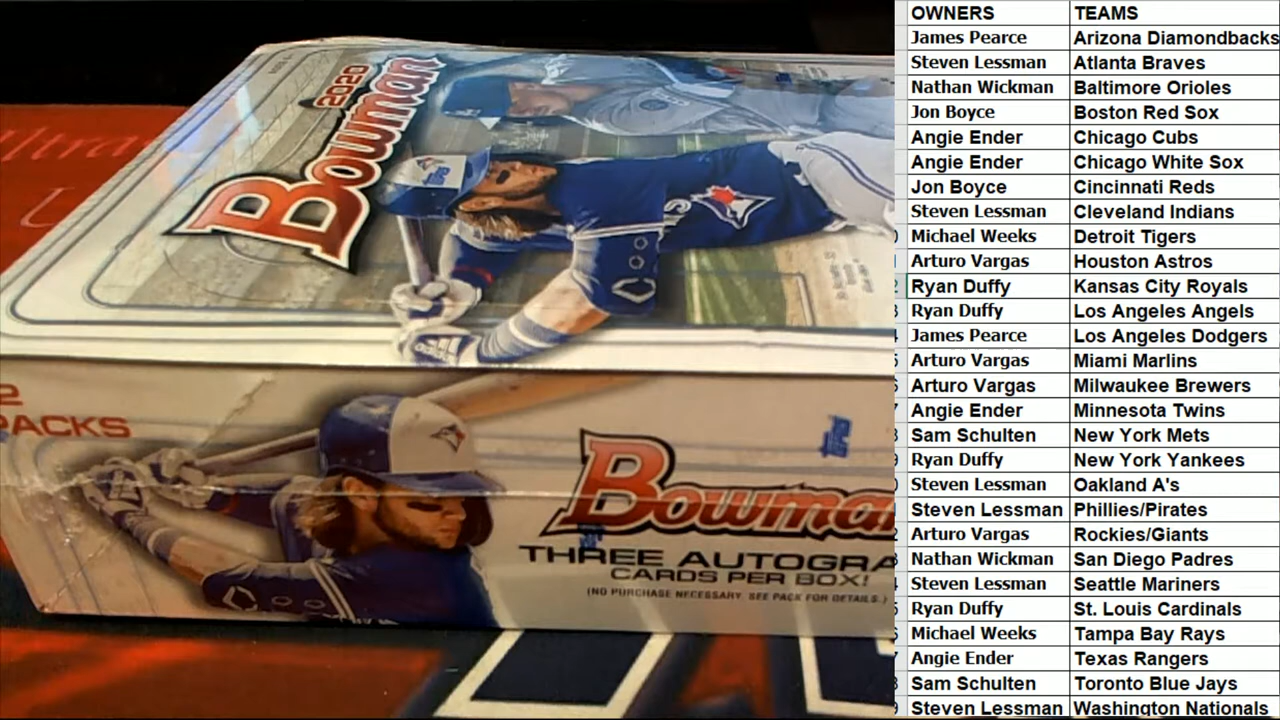 2020
Bowman
2
PACKS
topps
Bowma
THREE AUTOGRA
CARDS PER BOX!
(NO PURCHASE NECESSARY. SEE PACK FOR DETAILS.)
OWNERS TEAMS
James Pearce Arizona Diamondbacks
Steven Lessman Atlanta Braves
Nathan Wickman Baltimore Orioles
Jon Boyce Boston Red Sox
Angie Ender Chicago Cubs
Angie Ender Chicago White Sox
Jon Boyce Cincinnati Reds
Steven Lessman Cleveland Indians
Michael Weeks Detroit Tigers
Arturo Vargas Houston Astros
Ryan Duffy Kansas City Royals
Ryan Duffy Los Angeles Angels
James Pearce Los Angeles Dodgers
Arturo Vargas Miami Marlins
Arturo Vargas Milwaukee Brewers
Angie Ender Minnesota Twins
Sam Schulten New York Mets
Ryan Duffy New York Yankees
Steven Lessman Oakland A's
Steven Lessman Phillies/Pirates
Arturo Vargas Rockies/Giants
Nathan Wickman San Diego Padres
Steven Lessman Seattle Mariners
Ryan Duffy St. Louis Cardinals
Michael Weeks Tampa Bay Rays
Angie Ender Texas Rangers
Sam Schulten Toronto Blue Jays
Steven Lessman Washington Nationals